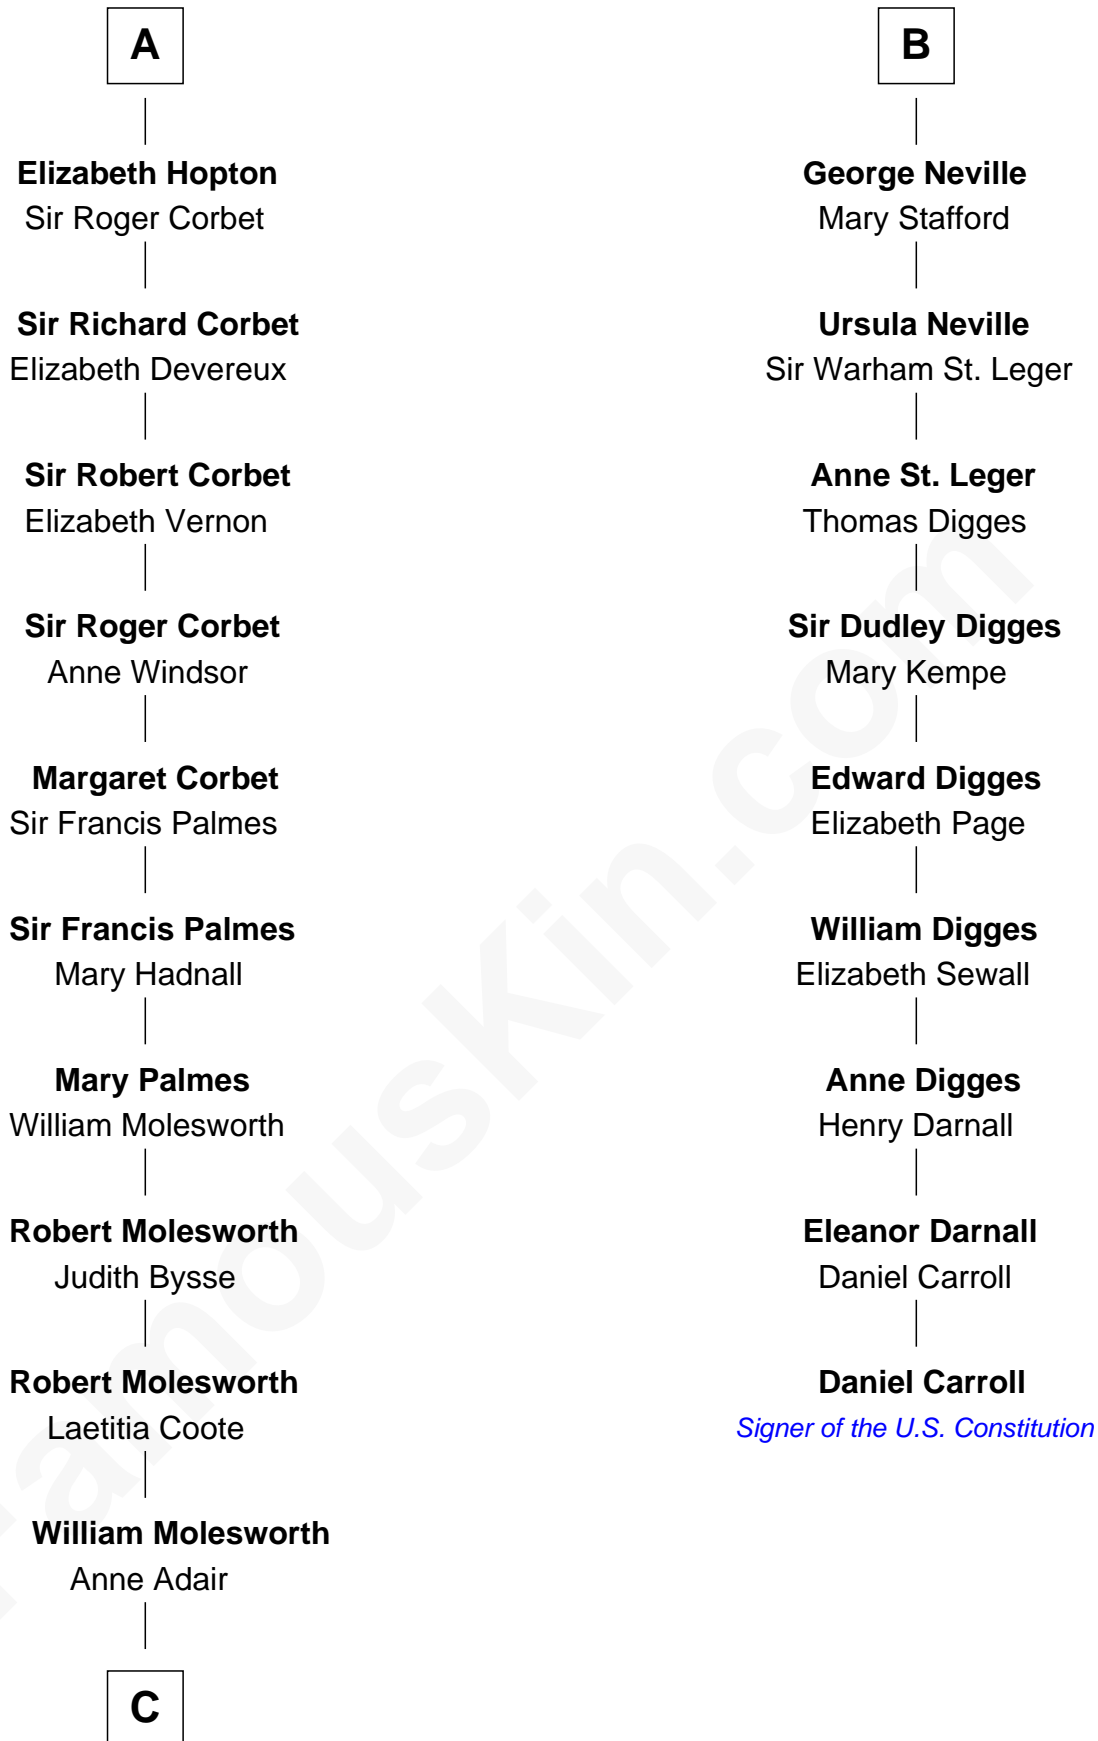 A
Elizabeth Hopton
Sir Roger Corbet
Sir Richard Corbet
Elizabeth Devereux
Sir Robert Corbet
Elizabeth Vernon
Sir Roger Corbet
Anne Windsor
Margaret Corbet
Sir Francis Palmes
Sir Francis Palmes
Mary Hadnall
Mary Palmes
William Molesworth
Robert Molesworth
Judith Bysse
Robert Molesworth
Laetitia Coote
William Molesworth
Anne Adair
C
B
George Neville
Mary Stafford
Ursula Neville
Sir Warham St. Leger
Anne St. Leger
Thomas Digges
Sir Dudley Digges
Mary Kempe
Edward Digges
Elizabeth Page
William Digges
Elizabeth Sewall
Anne Digges
Henry Darnall
Eleanor Darnall
Daniel Carroll
Daniel Carroll
Signer of the U.S. Constitution
FamousKin.com